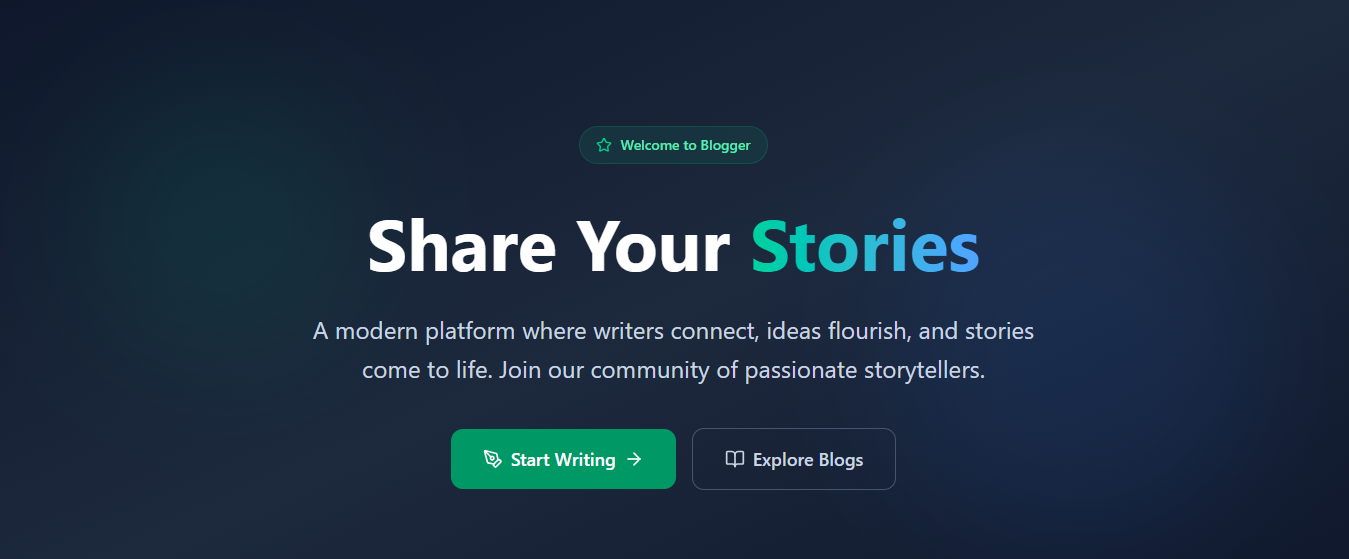 Welcome to Blogger
Share Your Stories
A modern platform where writers connect, ideas flourish, and stories
come to life. Join our community of passionate storytellers.
Start Writing
Explore Blogs